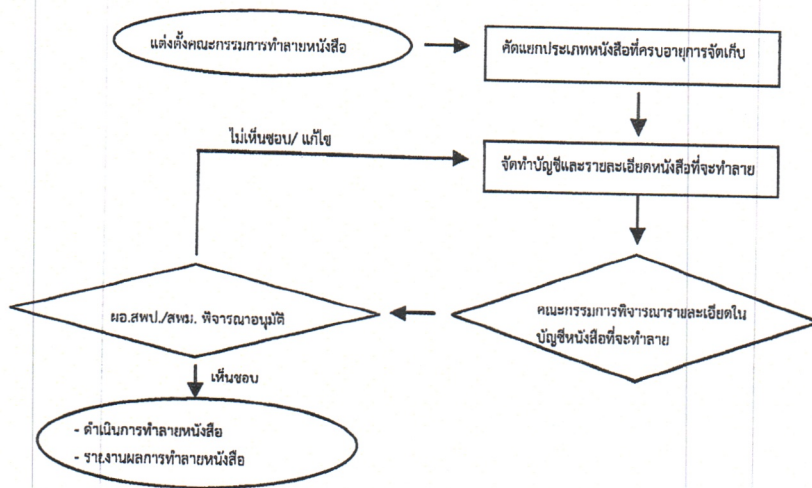 แต่งตั้งคณะกรรมการทำลายหนังสือ
คัดแยกประเภทหนังสือที่ครบอายุการจัดเก็บ
ไม่เห็นชอบ/ แก้ไข
จัดทำบัญชีและรายละเอียดหนังสือที่จะทำลาย
คณะกรรมการพิจารณารายละเอียดใน
บัญชีหนังสือที่จะทำลาย
ผอ.สพป./สพม. พิจารณาอนุมัติ
เห็นชอบ
- ดำเนินการทำลายหนังสือ
- รายงานผลการทำลายหนังสือ